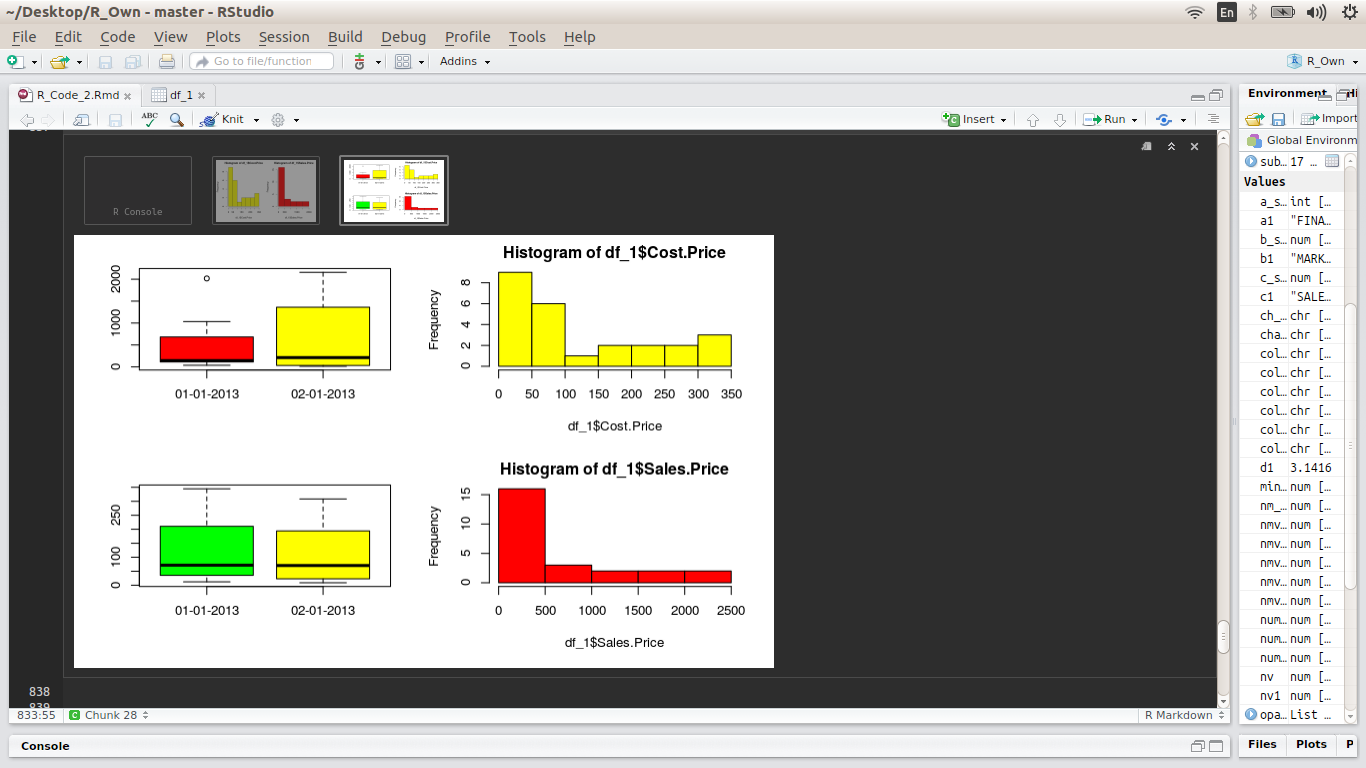 ~/Desktop/R_Own - master - RStudio
En
File Edit Code View Plots Session Build Debug Profile Tools Help
Go to file/function Addins R_Own
R_Code_2.Rmd df_1
ABC Knit Insert Run
R Console
Histogram of df_1$Cost.Price
0 1000 2000
01-01-2013 02-01-2013
Frequency
0 2 4 6 8
0 50 100 150 200 250 300 350
df_1$Cost.Price
0 100 250
01-01-2013 02-01-2013
Histogram of df_1$Sales.Price
Frequency
0 5 10 15
0 500 1000 1500 2000 2500
df_1$Sales.Price
838
833:55 C Chunk 28 R Markdown
Console
Environment
Import
Global Environm
sub… 17 …
Values
a_s… int […
a1 "FINA…
b_s… num […
b1 "MARK…
c_s… num […
c1 "SALE…
ch_… chr […
cha… chr […
col… chr […
col… chr […
col… chr […
col… chr […
col… chr […
col… chr […
d1 3.1416
min… num […
nm_… num […
nmv… num […
nmv… num […
nmv… num […
nmv… num […
nmv… num […
num… num […
num… num […
num… num […
nv num […
nv1 num […
opa… List …
Files Plots P